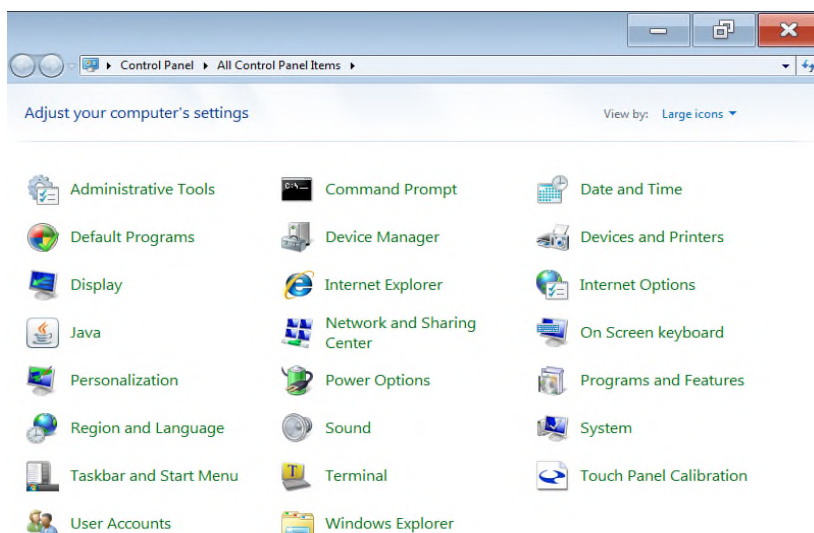 Control Panel All Control Panel Items
Adjust your computer's settings
View by: Large icons
Administrative Tools
Command Prompt
Date and Time
Default Programs
Device Manager
Devices and Printers
Display
Internet Explorer
Internet Options
Java
Network and Sharing
Center
On Screen keyboard
Personalization
Power Options
Programs and Features
Region and Language
Sound
System
Taskbar and Start Menu
Terminal
Touch Panel Calibration
User Accounts
Windows Explorer